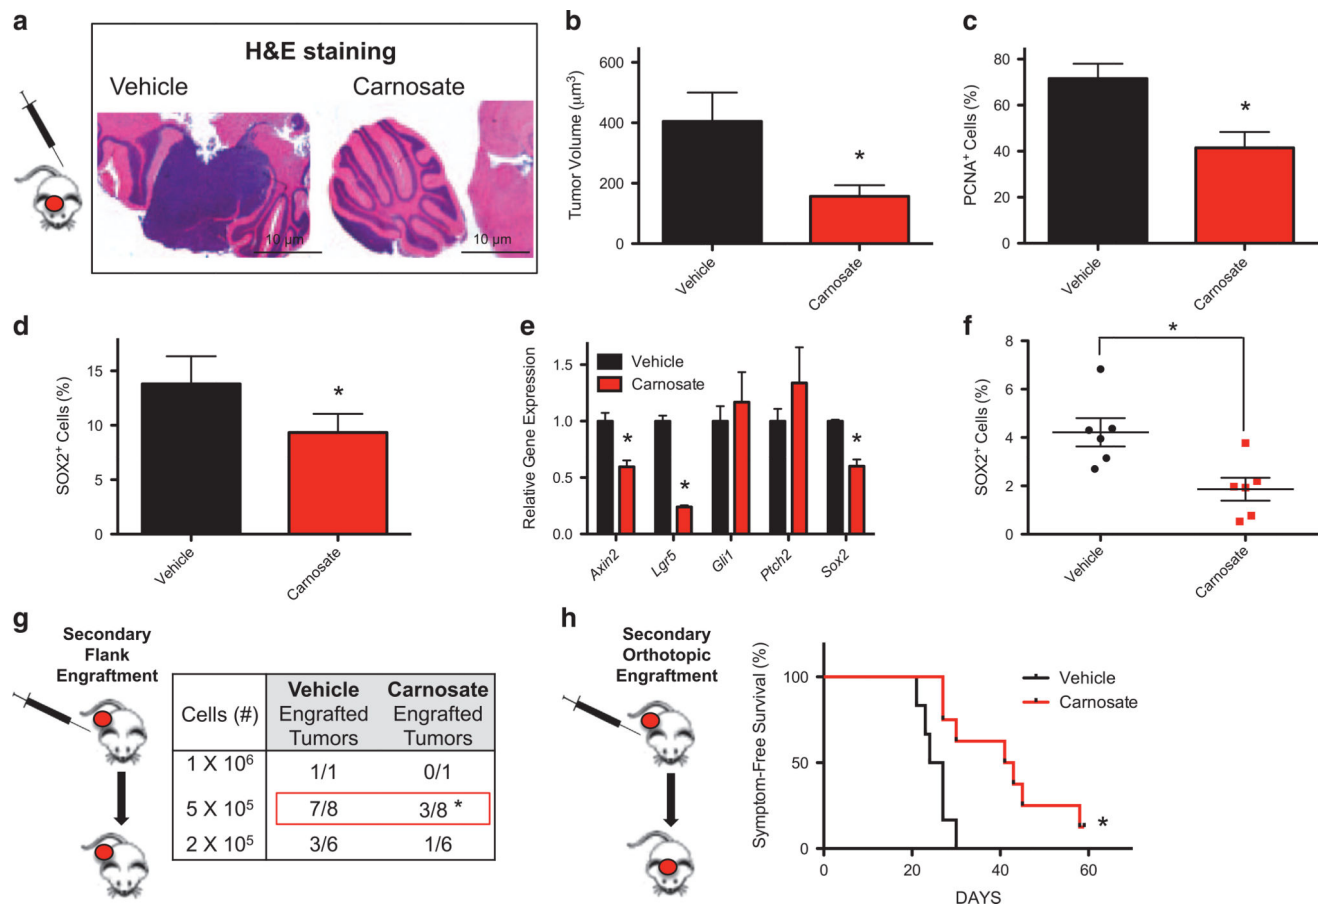 a
H&E staining
Vehicle Carnosate
10 µm 10 µm
b
Tumor Volume (µm³)
600
400
200
0
*
Vehicle
Carnosate
c
PCNA⁺ Cells (%)
80
60
40
20
0
*
Vehicle
Carnosate
d
SOX2⁺ Cells (%)
15
10
5
0
*
Vehicle
Carnosate
e
Relative Gene Expression
1.5
1.0
0.5
0.0
Vehicle
Carnosate
* * *
Axin2 Lgr5 Gli1 Ptch2 Sox2
f
SOX2⁺ Cells (%)
8
6
4
2
0
*
Vehicle
Carnosate
g
Secondary
Flank
Engraftment
Cells (#)
Vehicle
Engrafted
Tumors
Carnosate
Engrafted
Tumors
1 X 10⁶ 1/1 0/1
5 X 10⁵ 7/8 3/8 *
2 X 10⁵ 3/6 1/6
h
Secondary
Orthotopic
Engraftment
Symptom-Free Survival (%)
100
50
0
Vehicle
Carnosate
*
0 20 40 60
DAYS